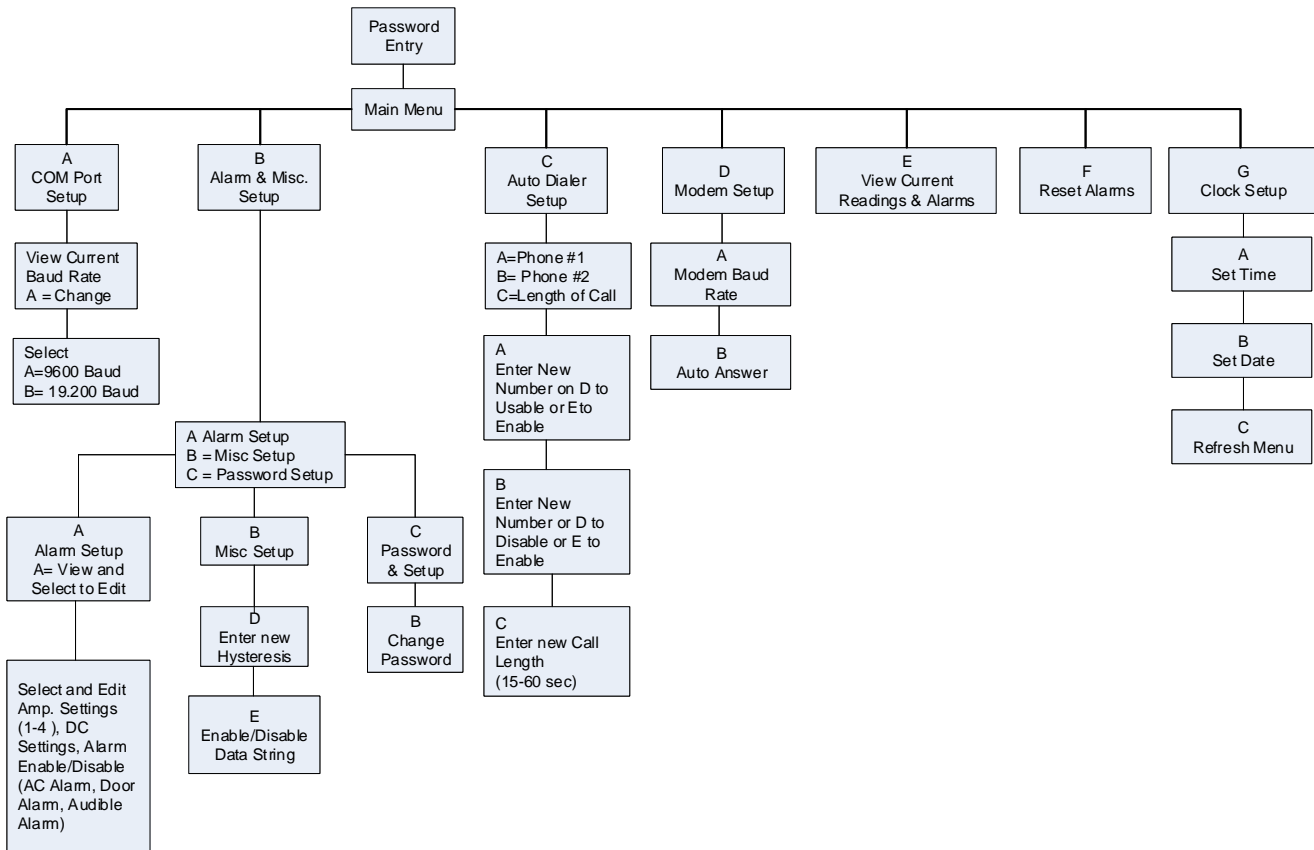 Password
Entry
Main Menu
A
COM Port
Setup
View Current
Baud Rate
A = Change
Select
A=9600 Baud
B= 19.200 Baud
B
Alarm & Misc.
Setup
A Alarm Setup
B = Misc Setup
C = Password Setup
A
Alarm Setup
A= View and
Select to Edit
Select and Edit
Amp. Settings
(1-4 ), DC
Settings, Alarm
Enable/Disable
(AC Alarm, Door
Alarm, Audible
Alarm)
B
Misc Setup
D
Enter new
Hysteresis
E
Enable/Disable
Data String
C
Password
& Setup
B
Change
Password
C
Auto Dialer
Setup
A=Phone #1
B= Phone #2
C=Length of Call
A
Enter New
Number on D to
Usable or E to
Enable
B
Enter New
Number or D to
Disable or E to
Enable
C
Enter new Call
Length
(15-60 sec)
D
Modem Setup
A
Modem Baud
Rate
B
Auto Answer
E
View Current
Readings & Alarms
F
Reset Alarms
G
Clock Setup
A
Set Time
B
Set Date
C
Refresh Menu